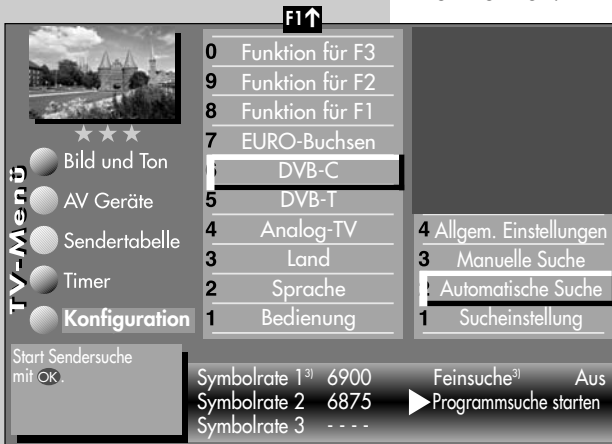 F1↑
TV-Menü
Bild und Ton
AV Geräte
Sendertabelle
Timer
Konfiguration
0 Funktion für F3
9 Funktion für F2
8 Funktion für F1
7 EURO-Buchsen
6 DVB-C
5 DVB-T
4 Analog-TV
3 Land
2 Sprache
1 Bedienung
4 Allgem. Einstellungen
3 Manuelle Suche
2 Automatische Suche
1 Sucheinstellung
Start Sendersuche
mit OK.
Symbolrate 1³⁾ 6900
Symbolrate 2 6875
Symbolrate 3 - - - -
Feinsuche³⁾ Aus
Programmsuche starten